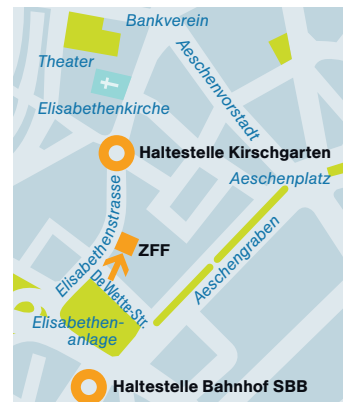 Bankverein
Theater
Aeschenvorstadt
Elisabethenkirche
Haltestelle Kirschgarten
Aeschenplatz
Elisabethenstrasse
ZFF
De Wette-Str.
Aeschengraben
Elisabethen-
anlage
Haltestelle Bahnhof SBB